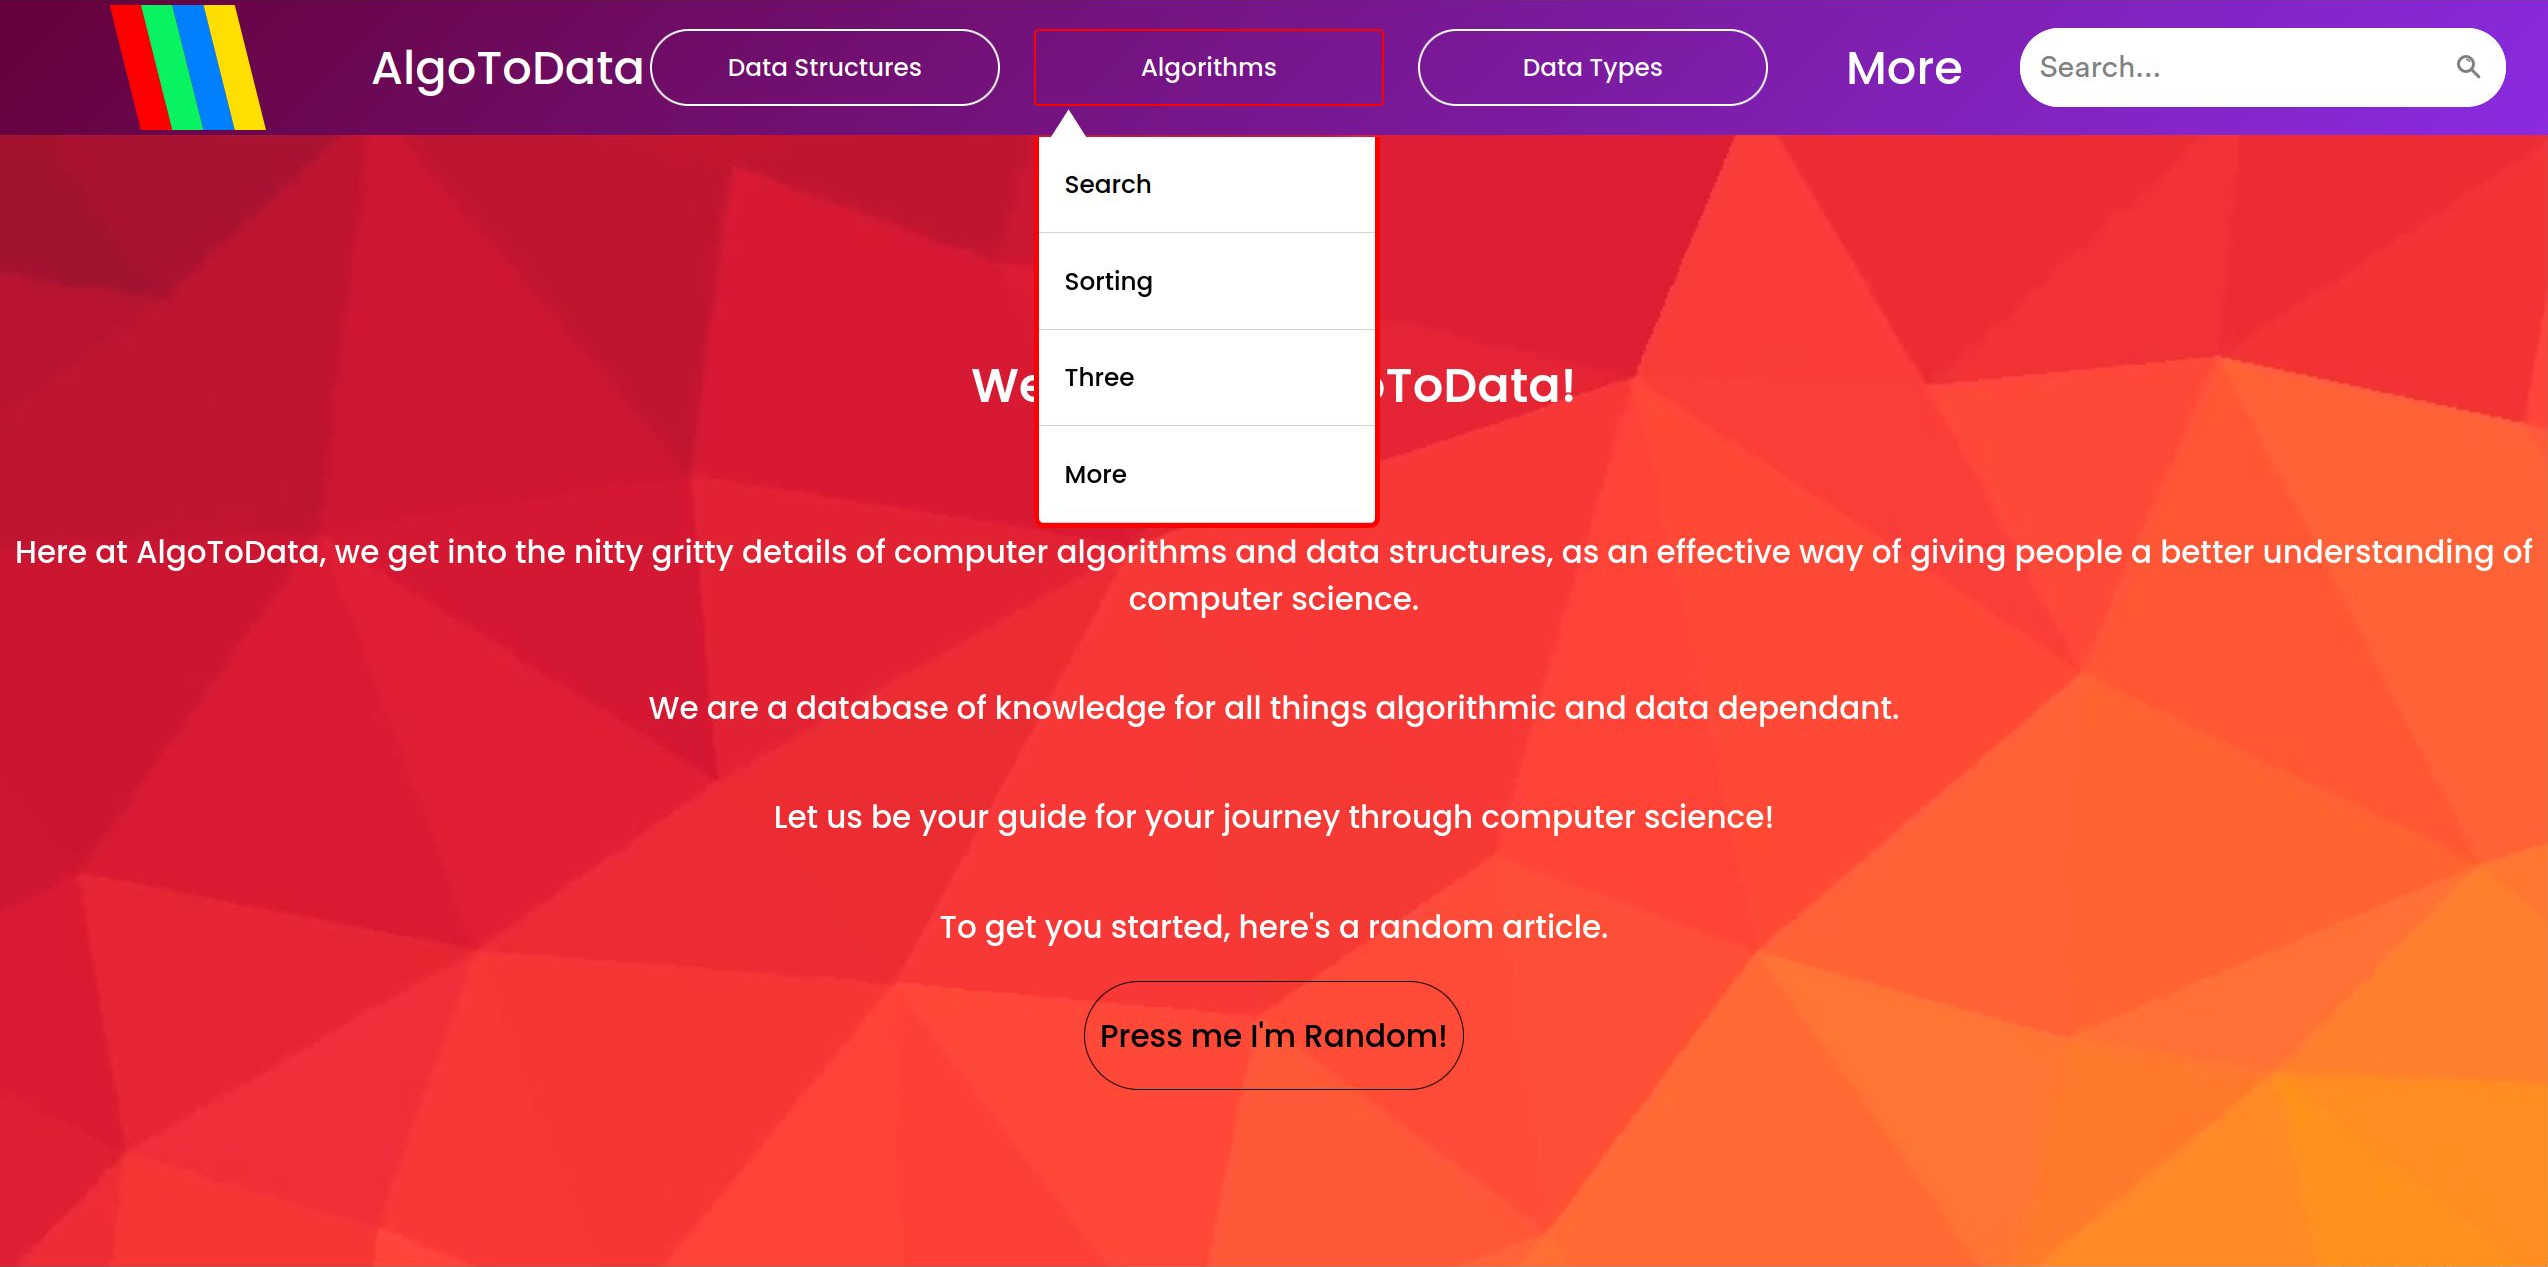 AlgoToData
Data Structures
Algorithms
Data Types
More
Search...
Search
Sorting
Three
More
We ToData!
Here at AlgoToData, we get into the nitty gritty details of computer algorithms and data structures, as an effective way of giving people a better understanding of
computer science.
We are a database of knowledge for all things algorithmic and data dependant.
Let us be your guide for your journey through computer science!
To get you started, here's a random article.
Press me I'm Random!